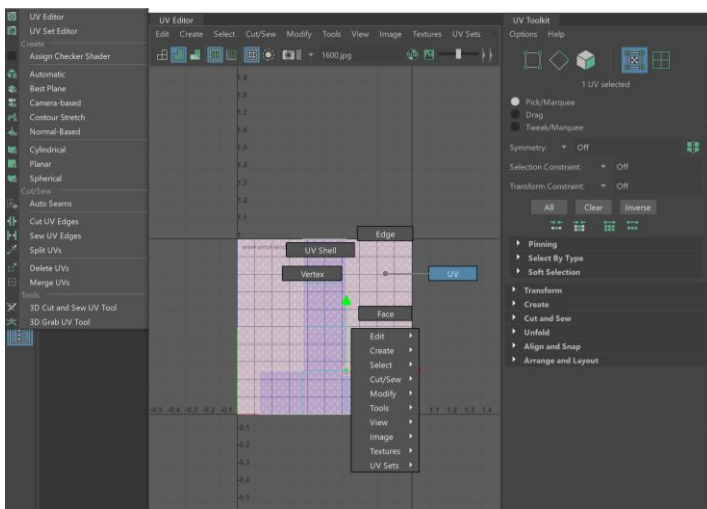 UV Editor
UV Set Editor
Create
Assign Checker Shader
Automatic
Best Plane
Camera-based
Contour Stretch
Normal-Based
Cylindrical
Planar
Spherical
Cut/Sew
Auto Seams
Cut UV Edges
Sew UV Edges
Split UVs
Delete UVs
Merge UVs
Tools
3D Cut and Sew UV Tool
3D Grab UV Tool
UV Editor
Edit Create Select Cut/Sew Modify Tools View Image Textures UV Sets
1600.jpg
1.9
1.8
1.7
1.6
1.5
1.4
1.3
1.2
1.1
1
Edge
UV Shell
Vertex
UV
Face
Edit
Create
Select
Cut/Sew
Modify
Tools
View
Image
Textures
UV Sets
-0.5 -0.4 -0.3 -0.2 -0.1
1.1 1.2 1.3 1.4
-0.1
-0.2
-0.3
-0.4
-0.5
UV Toolkit
Options Help
1 UV selected
Pick/Marquee
Drag
Tweak/Marquee
Symmetry: Off
Selection Constraint: Off
Transform Constraint: Off
All Clear Inverse
Pinning
Select By Type
Soft Selection
Transform
Create
Cut and Sew
Unfold
Align and Snap
Arrange and Layout